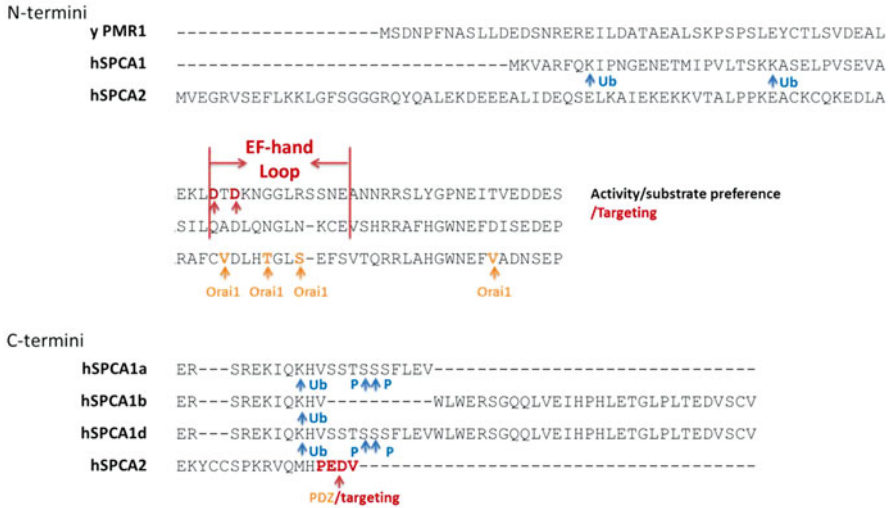 N-termini
y PMR1 -------------------MSDNPFNASLLDEDSNREREILDATAEALSKPSPSLEYCTLSVDEAL
hSPCA1 -------------------------------MKVARFQKIPNGENETMIPVLTSKKASELPVSEVA
Ub Ub
hSPCA2 MVEGRVSEFLKKLGFSGGGRQYQALEKDEEEALIDEQSELKAIEKEKKVTALPPKEACKCQKEDLA
EF-hand
Loop
EKLDTDKNGGLRSSNEANNRRSLYGPNEITVEDDES Activity/substrate preference
/Targeting
SILQADLQNGLN-KCEVSHRRAFHGWNEFDISEDEP
RAFCVDLHTGLS-EFSVTQRRLAHGWNEFVADNSEP
Orai1 Orai1 Orai1 Orai1
C-termini
hSPCA1a ER---SREKIQKHVSSTSSSFLEV------------------------------
Ub P P
hSPCA1b ER---SREKIQKHV----------WLWERSGQQLVEIHPHLETGLPLTEDVSCV
Ub
hSPCA1d ER---SREKIQKHVSSTSSSFLEVWLWERSGQQLVEIHPHLETGLPLTEDVSCV
Ub P P
hSPCA2 EKYCCSPKRVQMHPEDV-------------------------------------
PDZ/targeting